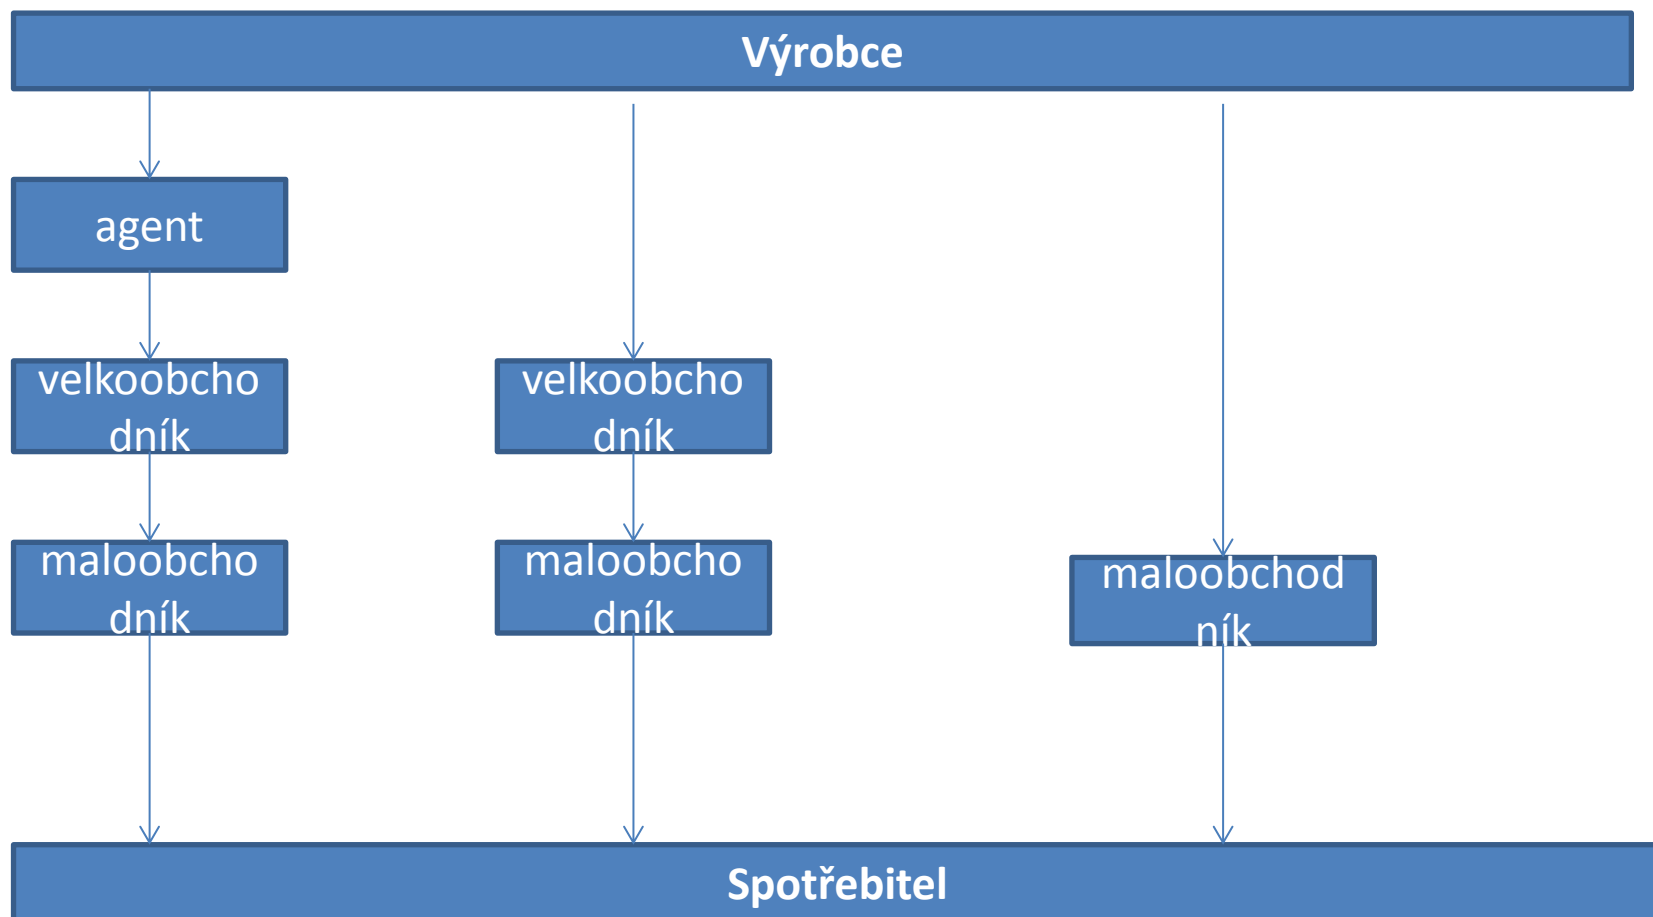 Výrobce
agent
velkoobcho
dník
velkoobcho
dník
maloobcho
dník
maloobcho
dník
maloobchod
ník
Spotřebitel